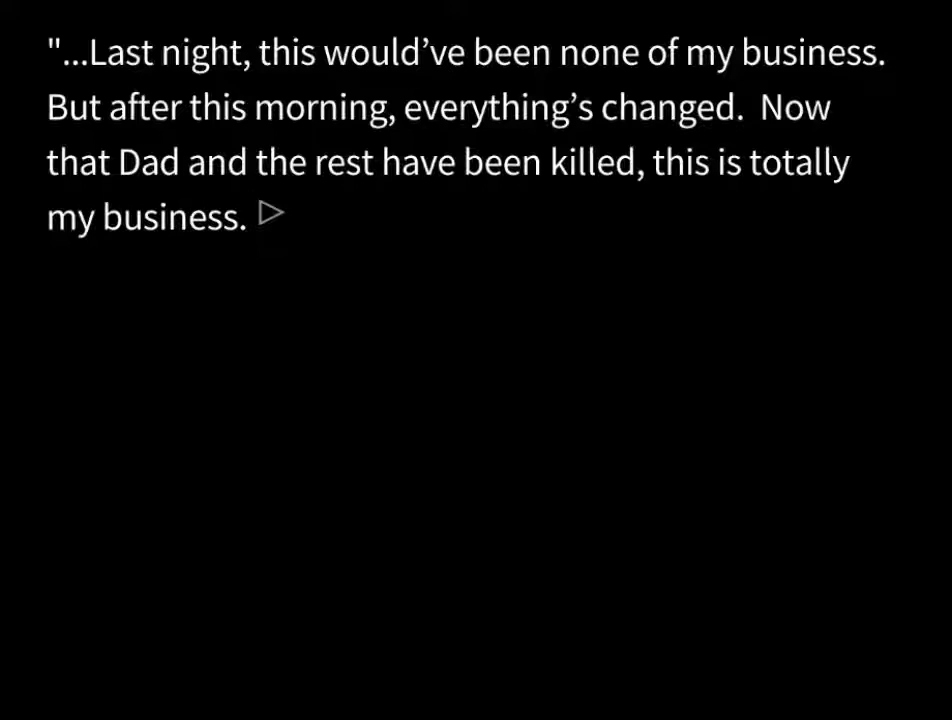 "...Last night, this would’ve been none of my business.
But after this morning, everything’s changed.  Now
that Dad and the rest have been killed, this is totally
my business.